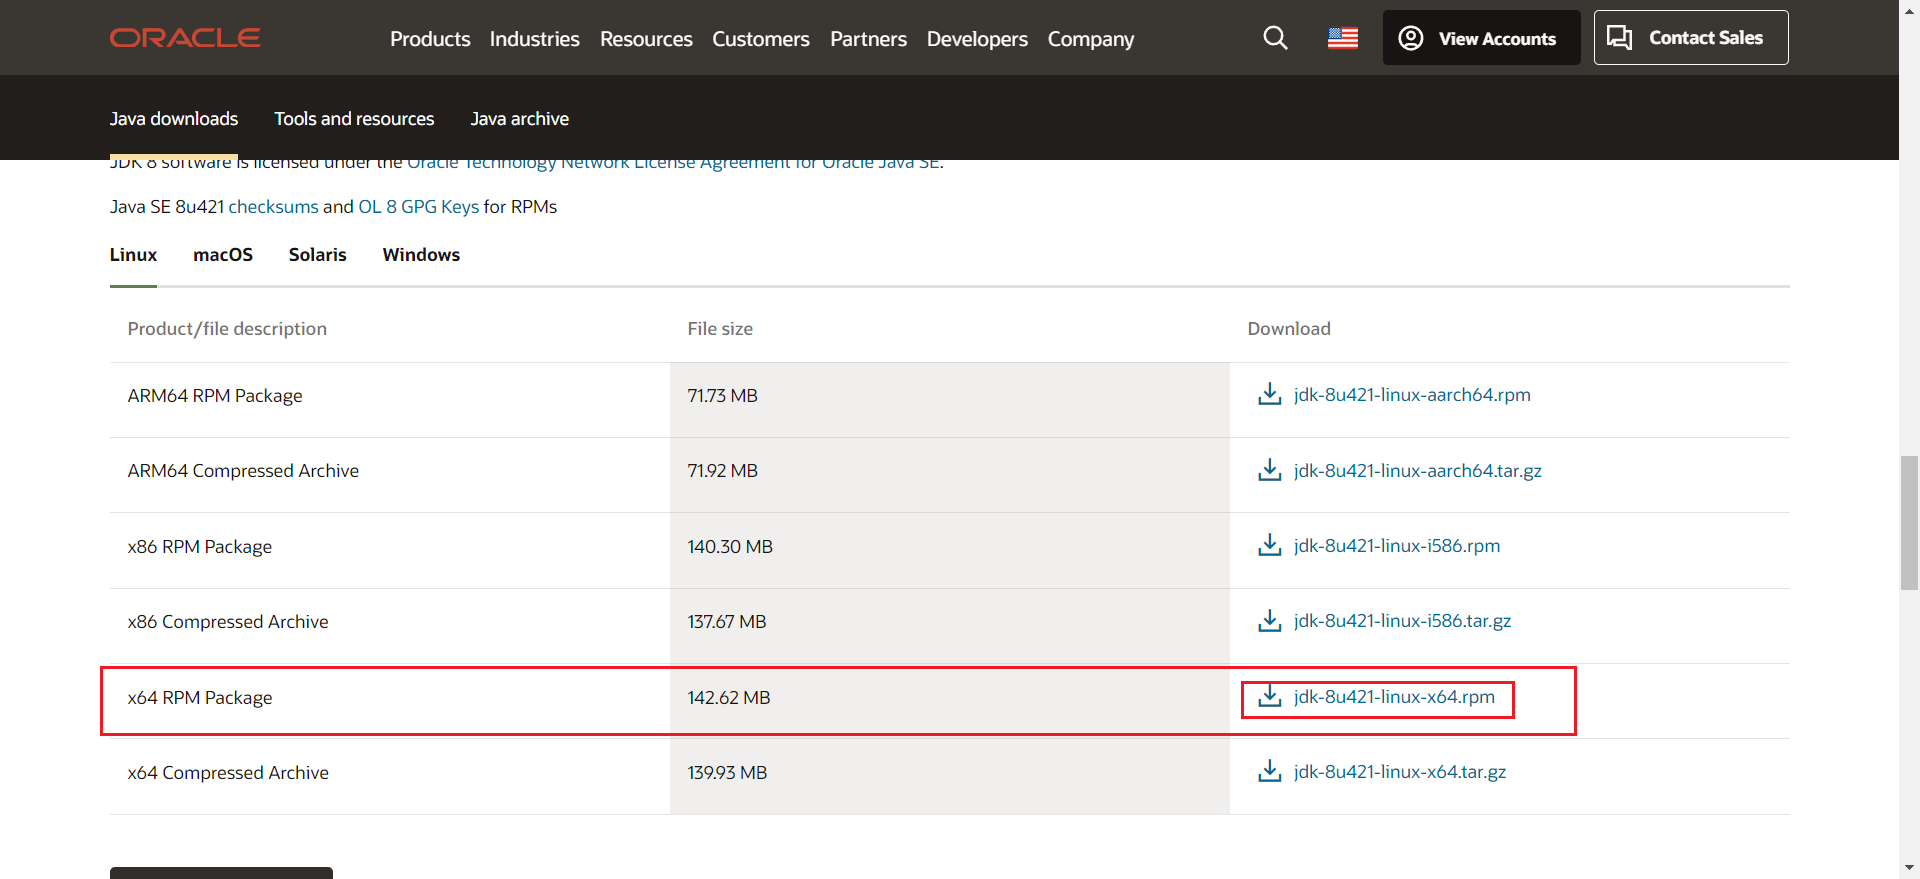 ORACLE
Products Industries Resources Customers Partners Developers Company
View Accounts
Contact Sales
Java downloads Tools and resources Java archive
JDK 8 software is licensed under the Oracle Technology Network License Agreement for Oracle Java SE.
Java SE 8u421 checksums and OL 8 GPG Keys for RPMs
Linux macOS Solaris Windows
Product/file description File size Download
ARM64 RPM Package 71.73 MB jdk-8u421-linux-aarch64.rpm
ARM64 Compressed Archive 71.92 MB jdk-8u421-linux-aarch64.tar.gz
x86 RPM Package 140.30 MB jdk-8u421-linux-i586.rpm
x86 Compressed Archive 137.67 MB jdk-8u421-linux-i586.tar.gz
x64 RPM Package 142.62 MB jdk-8u421-linux-x64.rpm
x64 Compressed Archive 139.93 MB jdk-8u421-linux-x64.tar.gz